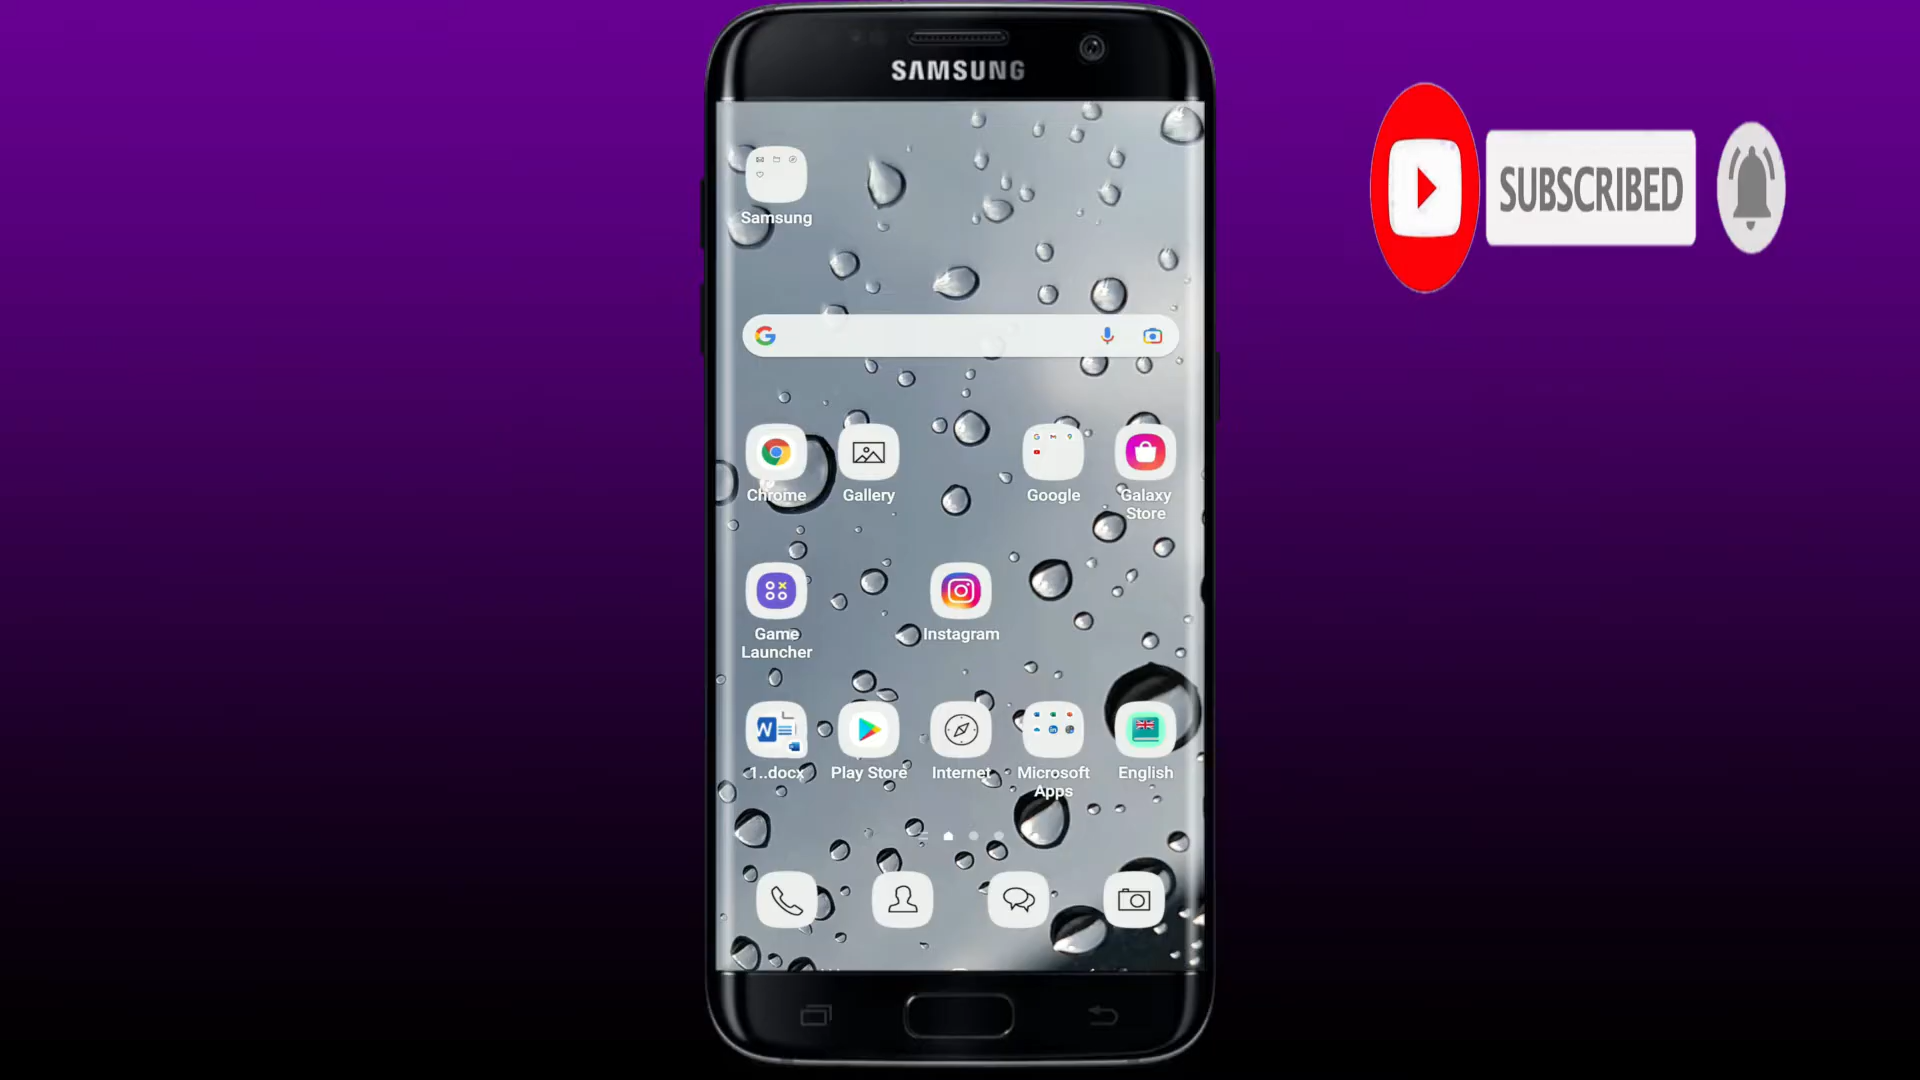 SAMSUNG
SUBSCRIBED
Samsung
Chrome
Gallery
Google
Galaxy
Store
Game
Launcher
Instagram
1..docx
Play Store
Internet
Microsoft
Apps
English